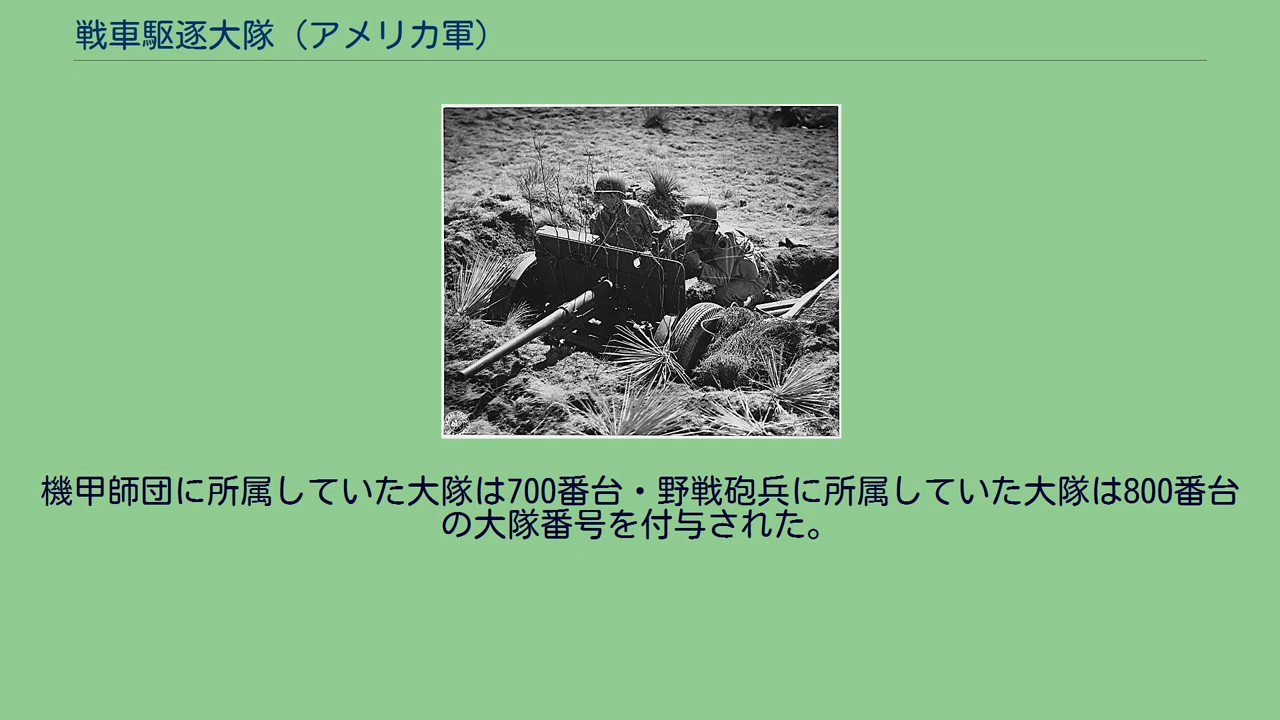 戦車駆逐大隊（アメリカ軍）
機甲師団に所属していた大隊は700番台・野戦砲兵に所属していた大隊は800番台
の大隊番号を付与された。